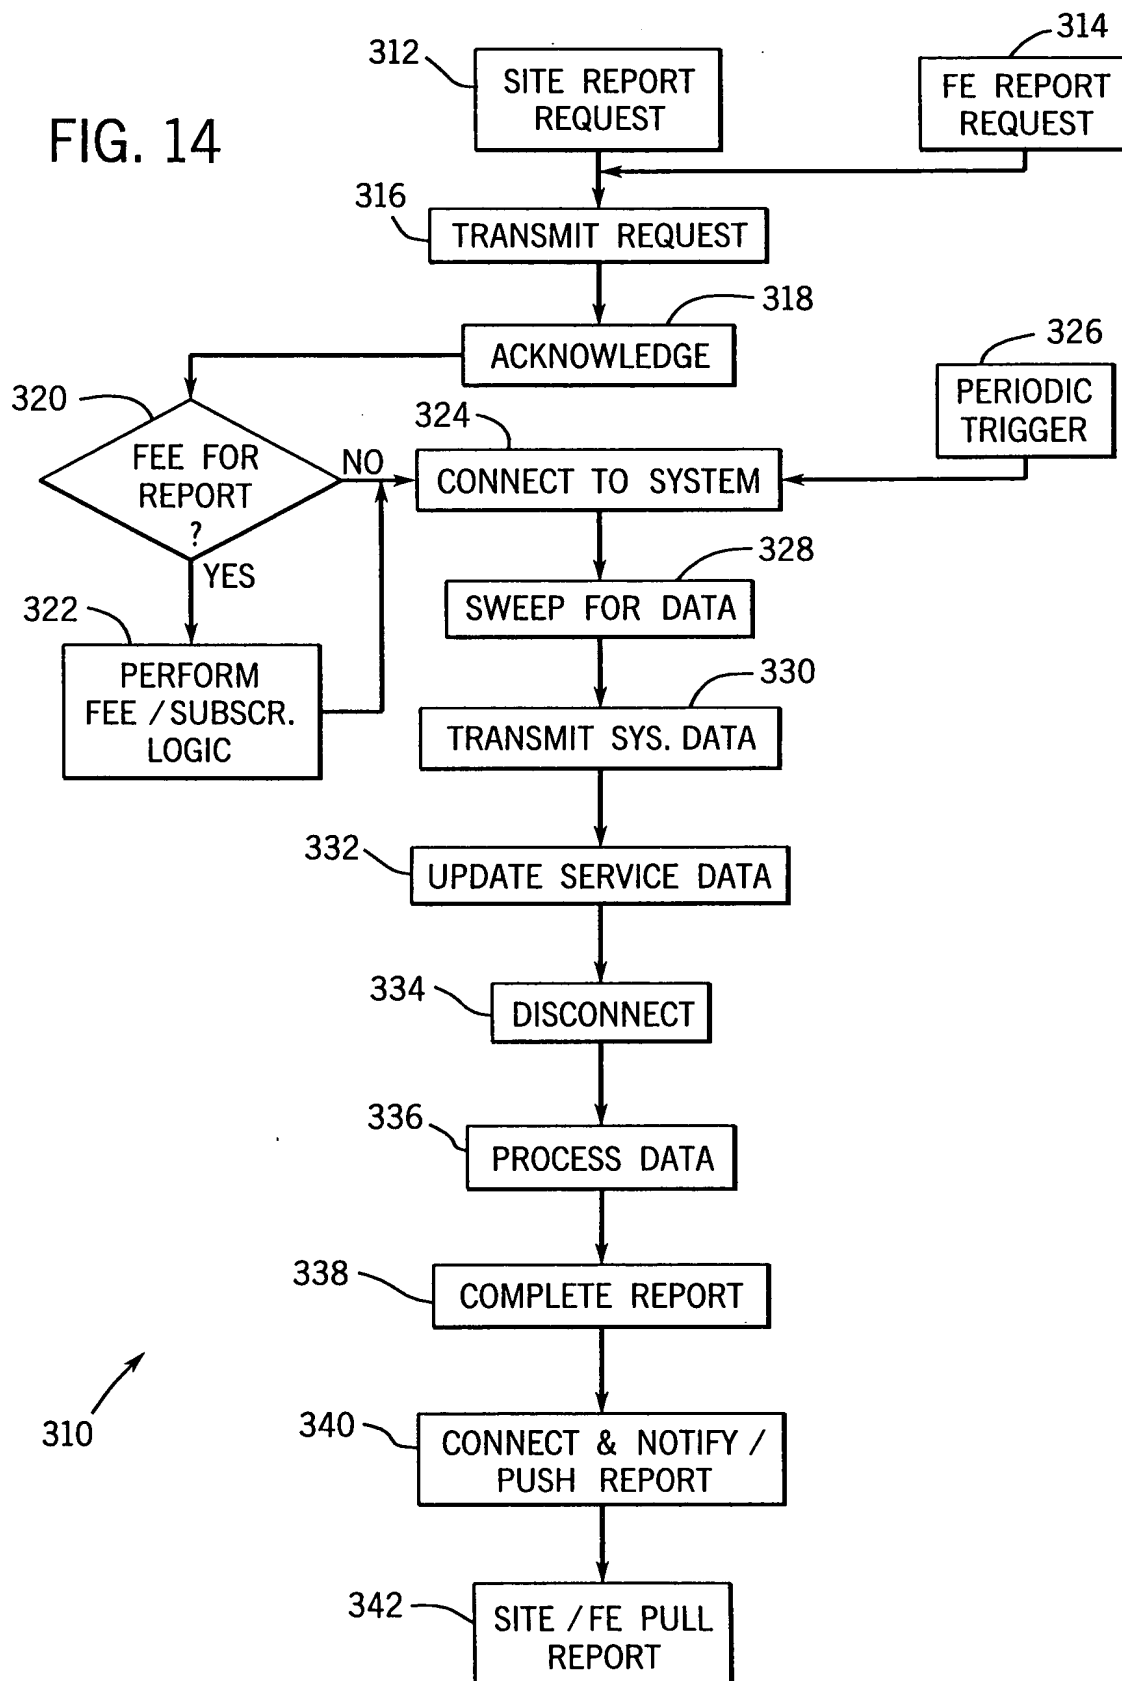 312
SITE REPORT
REQUEST
314
FE REPORT
REQUEST
FIG. 14
316
TRANSMIT REQUEST
318
ACKNOWLEDGE
326
PERIODIC
TRIGGER
320
FEE FOR
REPORT
?
NO
YES
324
CONNECT TO SYSTEM
328
SWEEP FOR DATA
322
PERFORM
FEE / SUBSCR.
LOGIC
330
TRANSMIT SYS. DATA
332
UPDATE SERVICE DATA
334
DISCONNECT
336
PROCESS DATA
338
COMPLETE REPORT
310
340
CONNECT & NOTIFY /
PUSH REPORT
342
SITE / FE PULL
REPORT